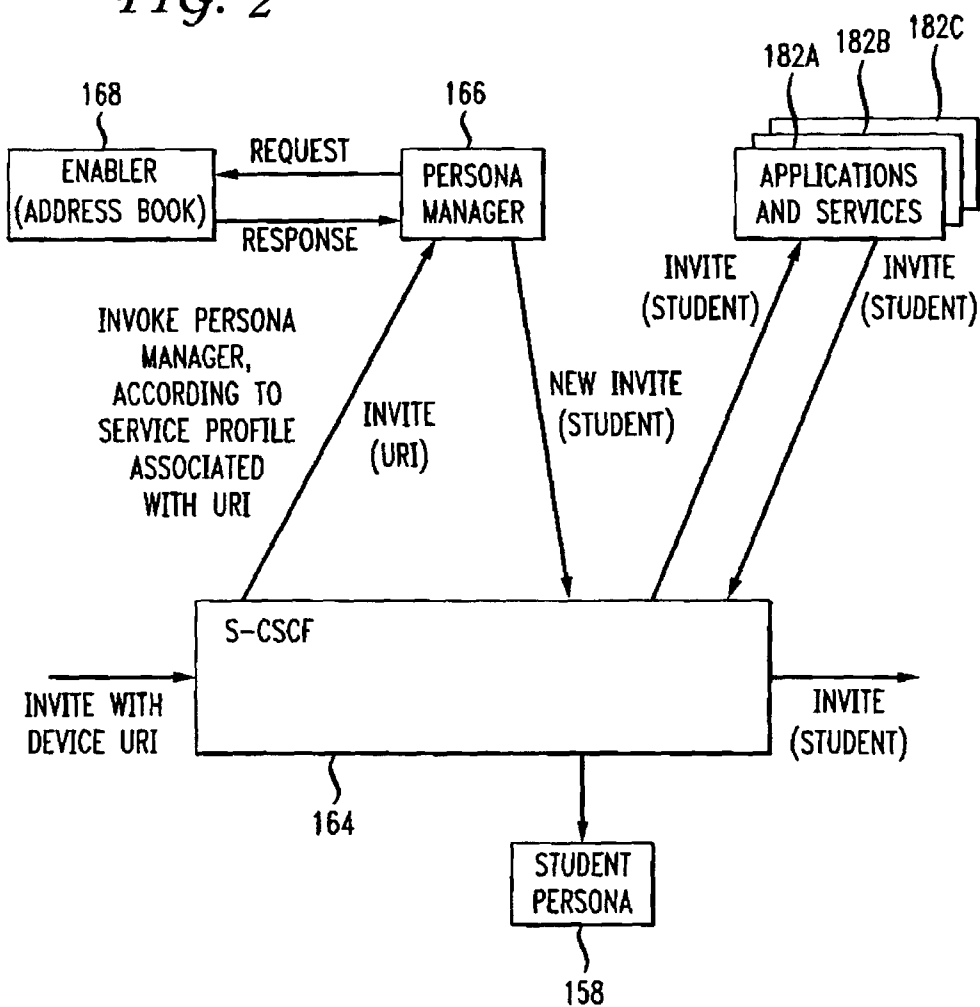 FIG. 2
182C
182B
182A
168
166
REQUEST
ENABLER
(ADDRESS BOOK)
PERSONA
MANAGER
APPLICATIONS
AND SERVICES
RESPONSE
INVITE
(STUDENT)
INVITE
(STUDENT)
INVOKE PERSONA
MANAGER,
ACCORDING TO
SERVICE PROFILE
ASSOCIATED
WITH URI
INVITE
(URI)
NEW INVITE
(STUDENT)
S-CSCF
INVITE WITH
DEVICE URI
INVITE
(STUDENT)
164
STUDENT
PERSONA
158